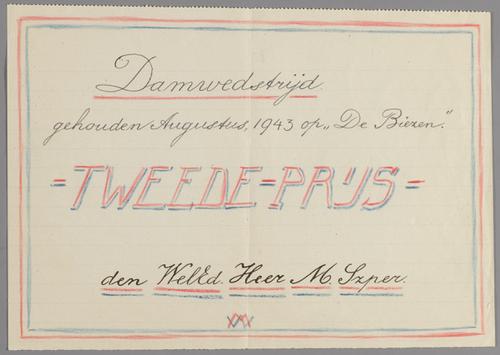 Damwedstrijd.
gehouden Augustus, 1943 op „De Biezen".
=TWEEDE=PRIJS=
den WelEd. Heer M. Szper.